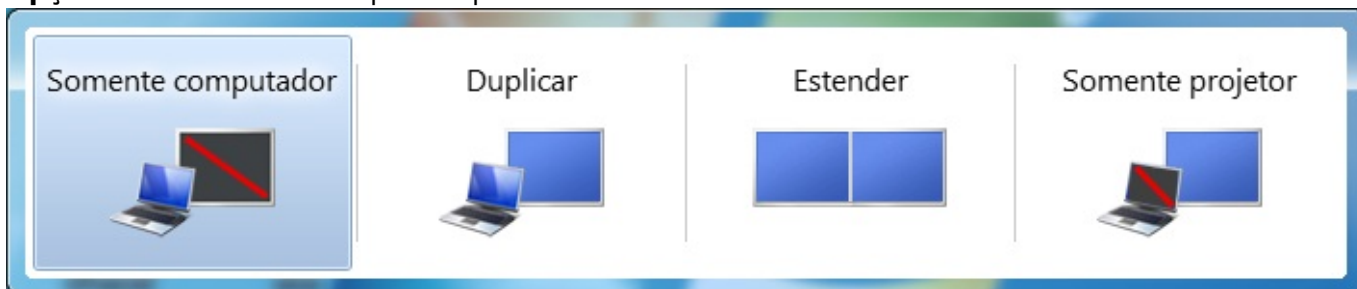 Somente computador
Duplicar
Estender
Somente projetor